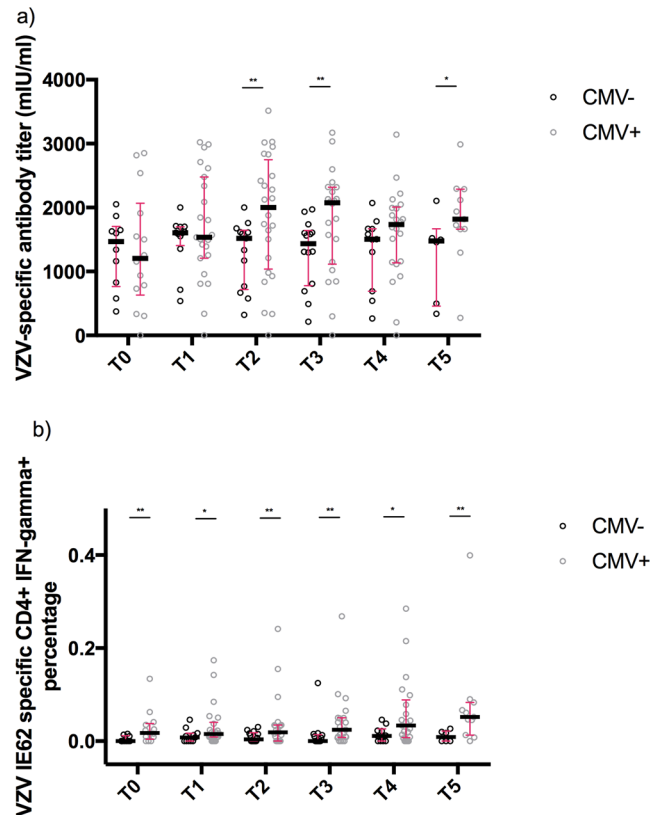 a)
VZV-specific antibody titer (mIU/ml)
4000
3000
2000
1000
0
** ** *
T0 T1 T2 T3 T4 T5
CMV-
CMV+
b)
VZV IE62 specific CD4+ IFN-gamma+
percentage
0.4
0.2
0.0
** * ** ** * **
T0 T1 T2 T3 T4 T5
CMV-
CMV+